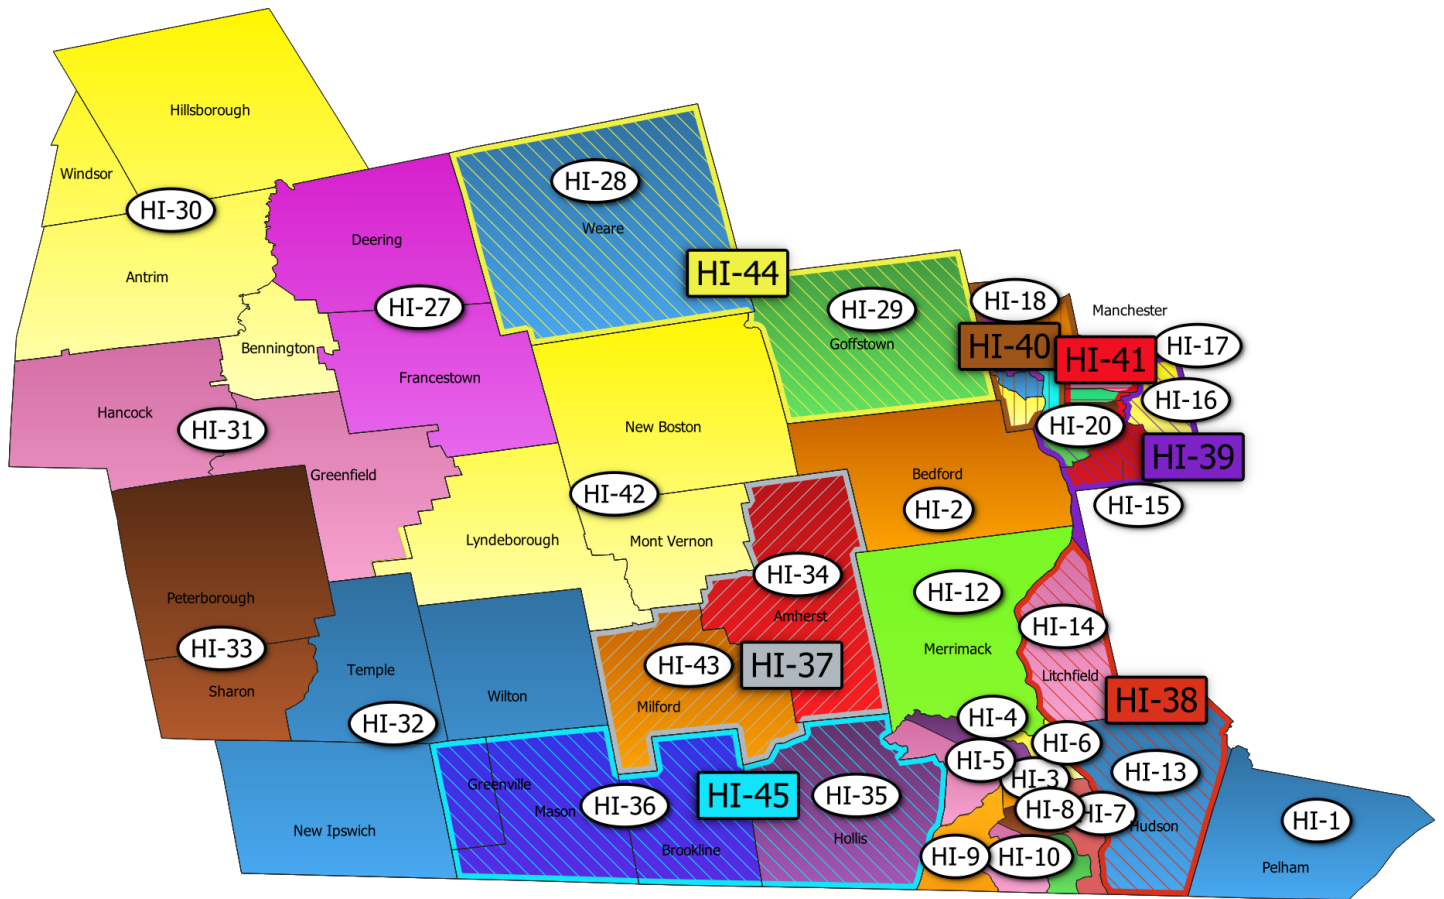 Hillsborough
Windsor
HI-28
HI-30
Weare
Deering
HI-44
Antrim
HI-18
HI-27
HI-29
Manchester
Goffstown
HI-40
HI-17
HI-41
Bennington
Francestown
HI-16
Hancock
HI-20
New Boston
HI-31
HI-39
Greenfield
Bedford
HI-42
HI-15
HI-2
Lyndeborough
Mont Vernon
HI-34
HI-12
Peterborough
Amherst
HI-14
HI-33
Merrimack
HI-43
HI-37
Temple
Litchfield
Sharon
Wilton
HI-38
Milford
HI-32
HI-4
HI-6
HI-5
HI-13
HI-3
Greenville
HI-45
HI-35
HI-36
Mason
HI-8
HI-7
HI-1
Hudson
New Ipswich
Hollis
Brookline
HI-9
HI-10
Pelham